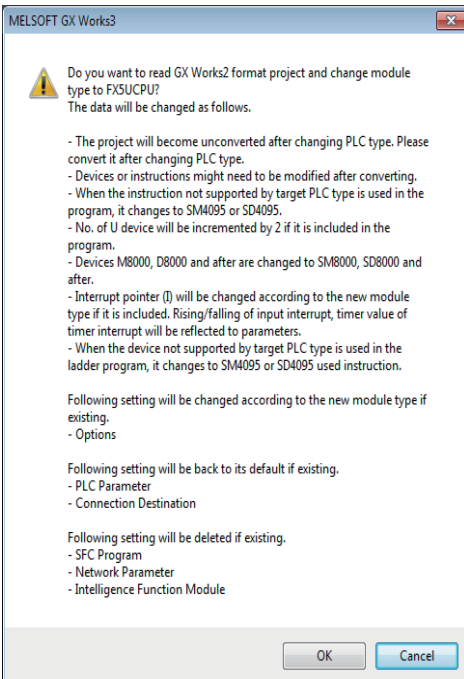 MELSOFT GX Works3
Do you want to read GX Works2 format project and change module
type to FX5UCPU?
The data will be changed as follows.
- The project will become unconverted after changing PLC type. Please
convert it after changing PLC type.
- Devices or instructions might need to be modified after converting.
- When the instruction not supported by target PLC type is used in the
program, it changes to SM4095 or SD4095.
- No. of U device will be incremented by 2 if it is included in the
program.
- Devices M8000, D8000 and after are changed to SM8000, SD8000 and
after.
- Interrupt pointer (I) will be changed according to the new module
type if it is included. Rising/falling of input interrupt, timer value of
timer interrupt will be reflected to parameters.
- When the device not supported by target PLC type is used in the
ladder program, it changes to SM4095 or SD4095 used instruction.
Following setting will be changed according to the new module type if
existing.
- Options
Following setting will be back to its default if existing.
- PLC Parameter
- Connection Destination
Following setting will be deleted if existing.
- SFC Program
- Network Parameter
- Intelligence Function Module
OK Cancel